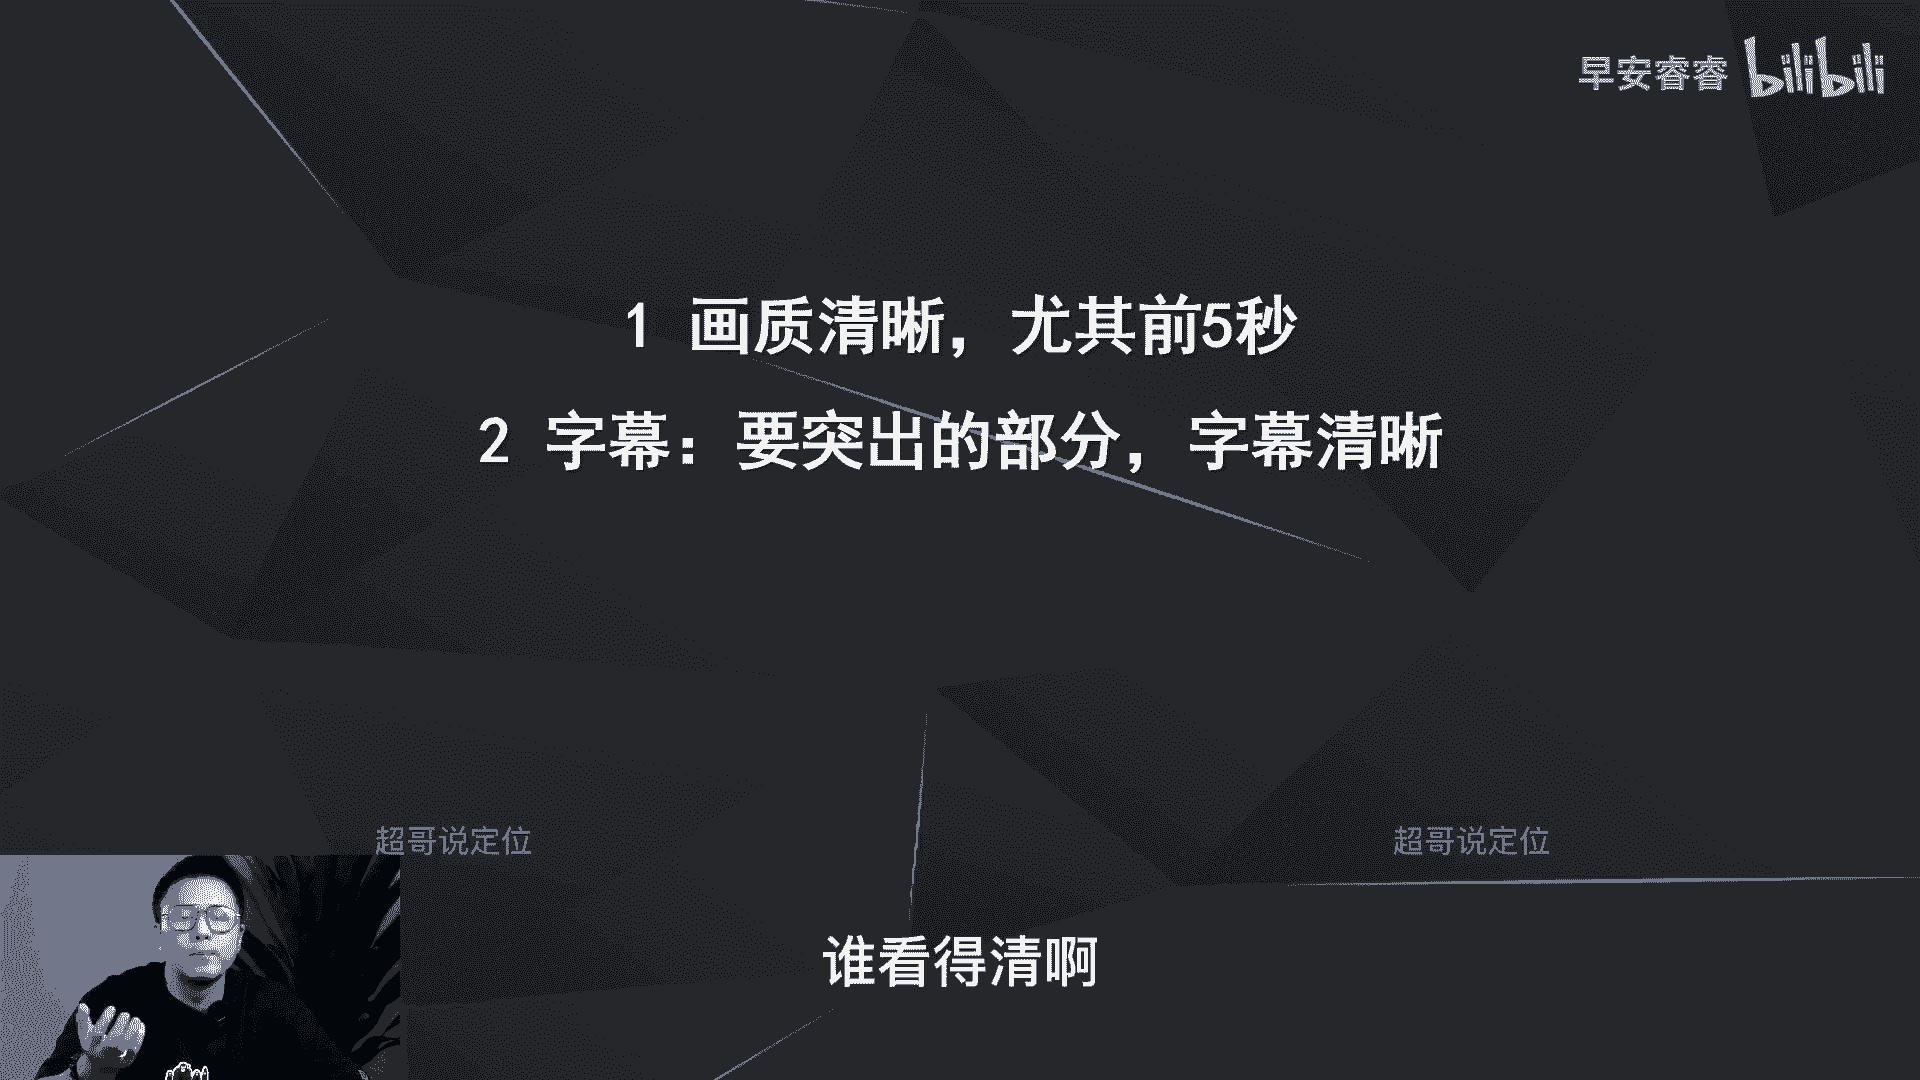 早安睿睿 bilibili
1 画质清晰，尤其前5秒
2 字幕：要突出的部分，字幕清晰
超哥说定位 超哥说定位
谁看得清啊